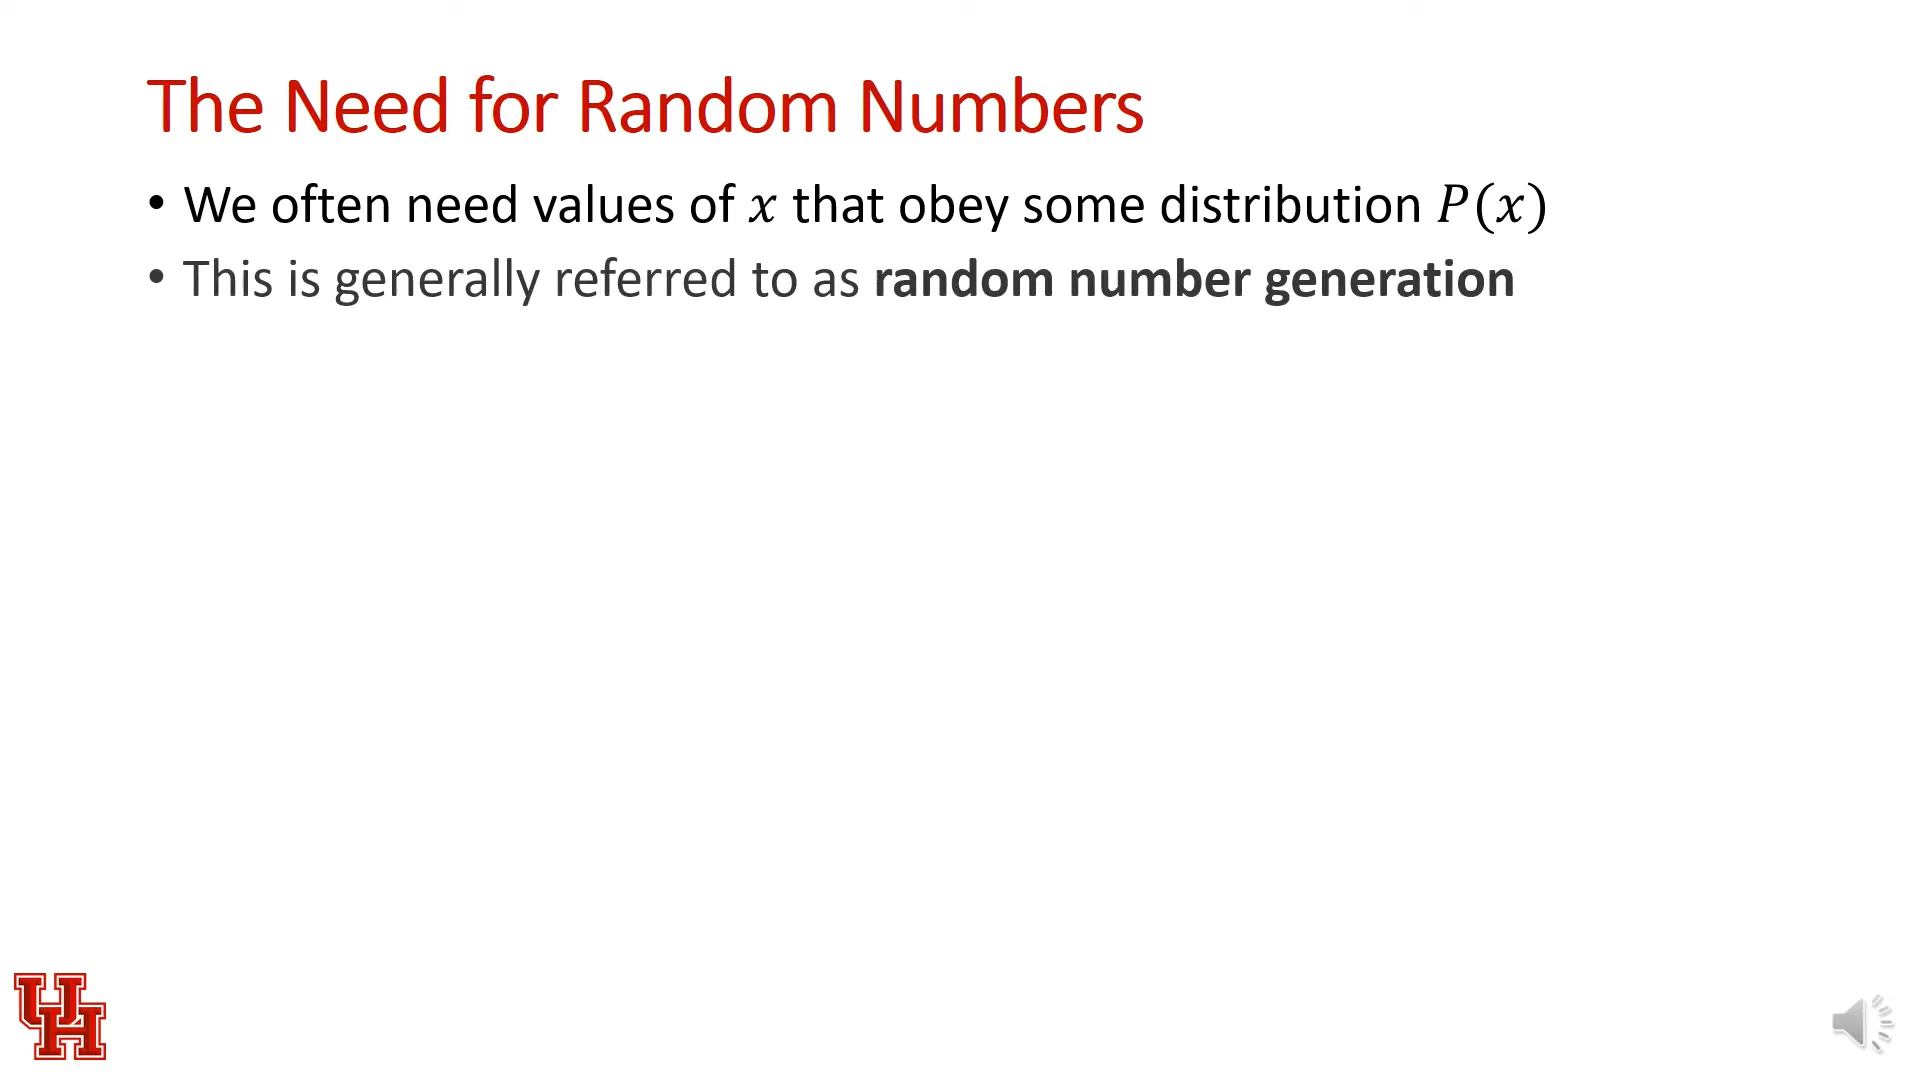 The Need for Random Numbers
• We often need values of x that obey some distribution P(x)
• This is generally referred to as random number generation
UH